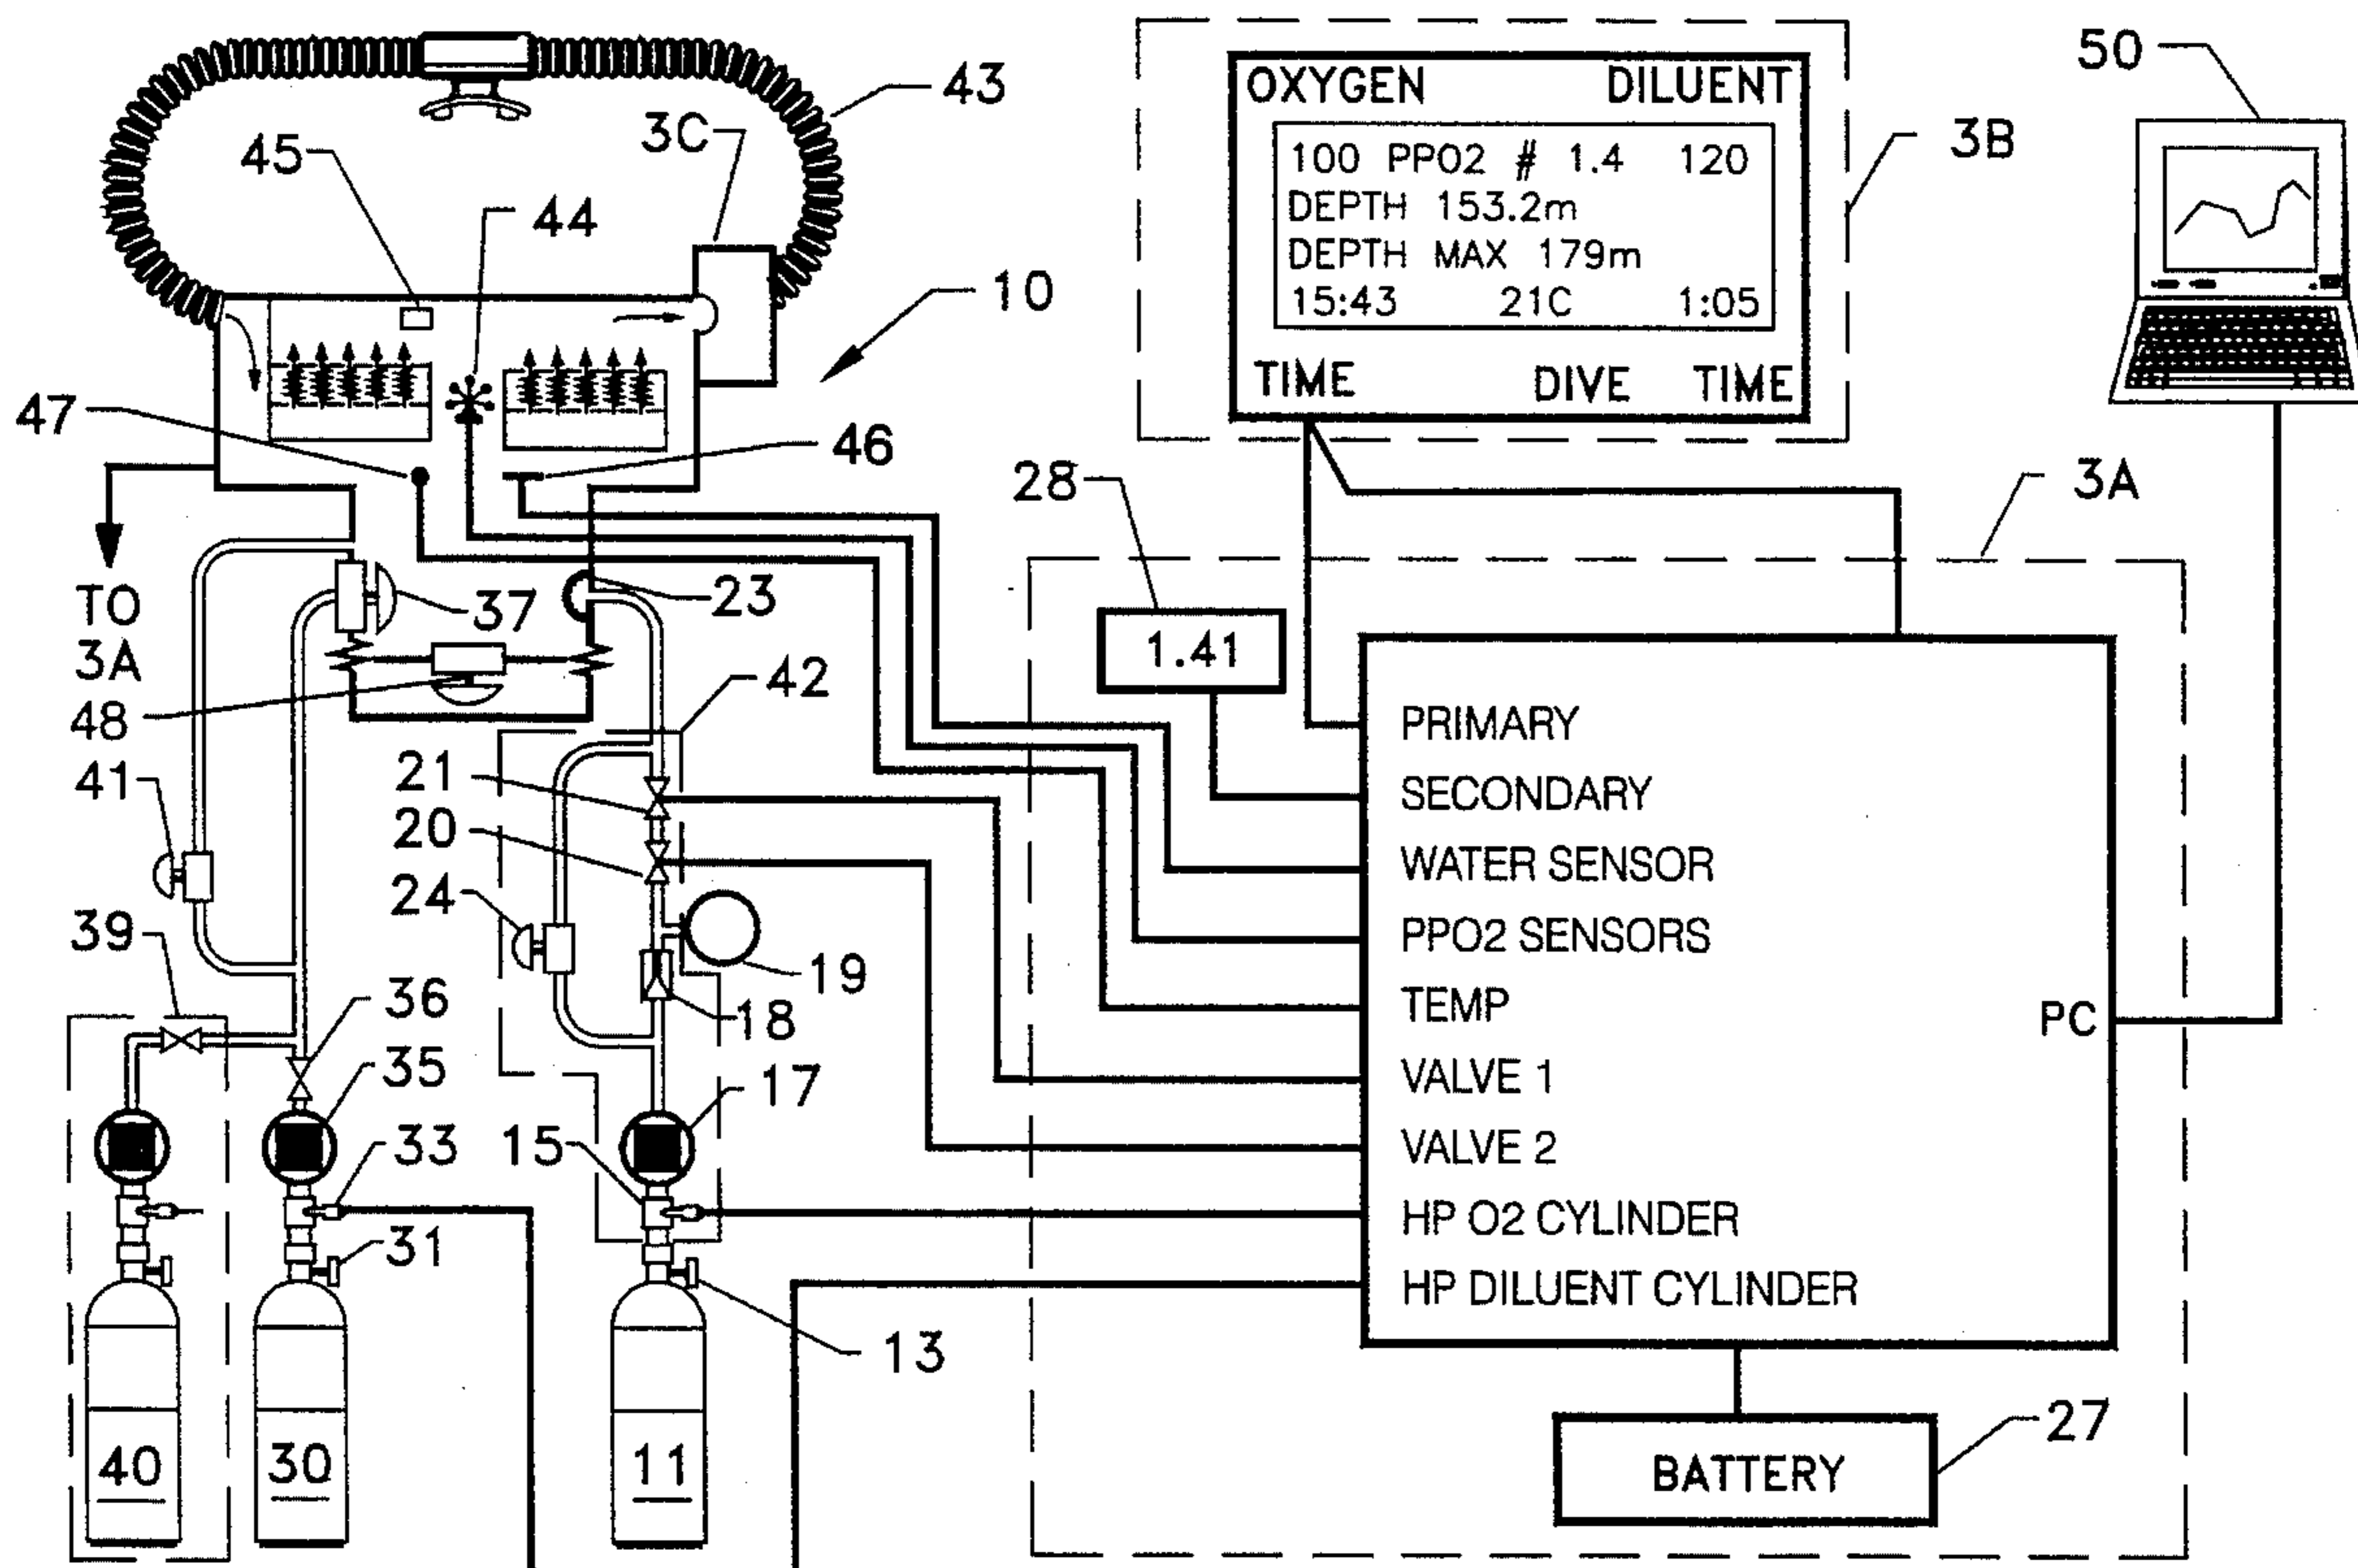 50
OXYGEN DILUENT
43
3C
100 PPO2 # 1.4 120
3B
45
DEPTH 153.2m
44
DEPTH MAX 179m
10
15:43 21C 1:05
TIME DIVE TIME
47
46
28
3A
TO
3A
37
23
1.41
48
42
PRIMARY
21
SECONDARY
41
20
WATER SENSOR
24
39
PPO2 SENSORS
19
36
18
TEMP
PC
35
17
VALVE 1
33
15
VALVE 2
31
HP O2 CYLINDER
13
HP DILUENT CYLINDER
27
40
30
11
BATTERY